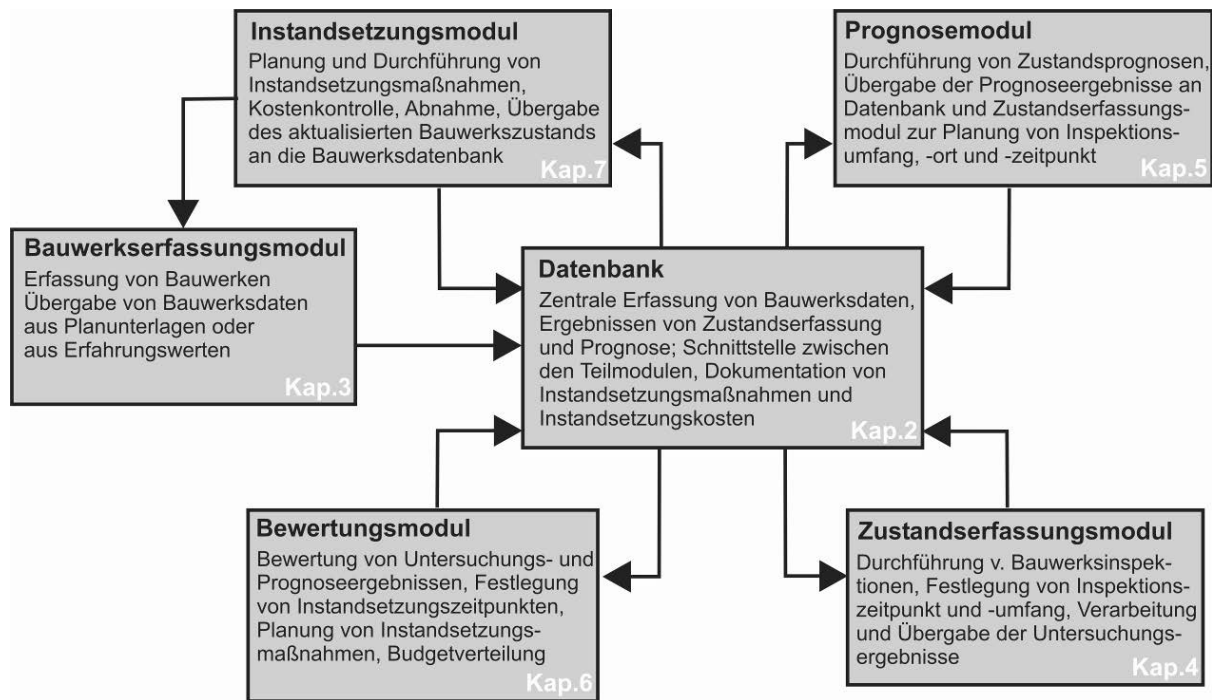 Instandsetzungsmodul
Planung und Durchführung von
Instandsetzungsmaßnahmen,
Kostenkontrolle, Abnahme, Übergabe
des aktualisierten Bauwerkszustands
an die Bauwerksdatenbank
Kap.7
Prognosemodul
Durchführung von Zustandsprognosen,
Übergabe der Prognoseergebnisse an
Datenbank und Zustandserfassungs-
modul zur Planung von Inspektions-
umfang, -ort und -zeitpunkt
Kap.5
Bauwerkserfassungsmodul
Erfassung von Bauwerken
Übergabe von Bauwerksdaten
aus Planunterlagen oder
aus Erfahrungswerten
Kap.3
Datenbank
Zentrale Erfassung von Bauwerksdaten,
Ergebnissen von Zustandserfassung
und Prognose; Schnittstelle zwischen
den Teilmodulen, Dokumentation von
Instandsetzungsmaßnahmen und
Instandsetzungskosten
Kap.2
Bewertungsmodul
Bewertung von Untersuchungs- und
Prognoseergebnissen, Festlegung
von Instandsetzungszeitpunkten,
Planung von Instandsetzungs-
maßnahmen, Budgetverteilung
Kap.6
Zustandserfassungsmodul
Durchführung v. Bauwerksinspek-
tionen, Festlegung von Inspektions-
zeitpunkt und -umfang, Verarbeitung
und Übergabe der Untersuchungs-
ergebnisse
Kap.4